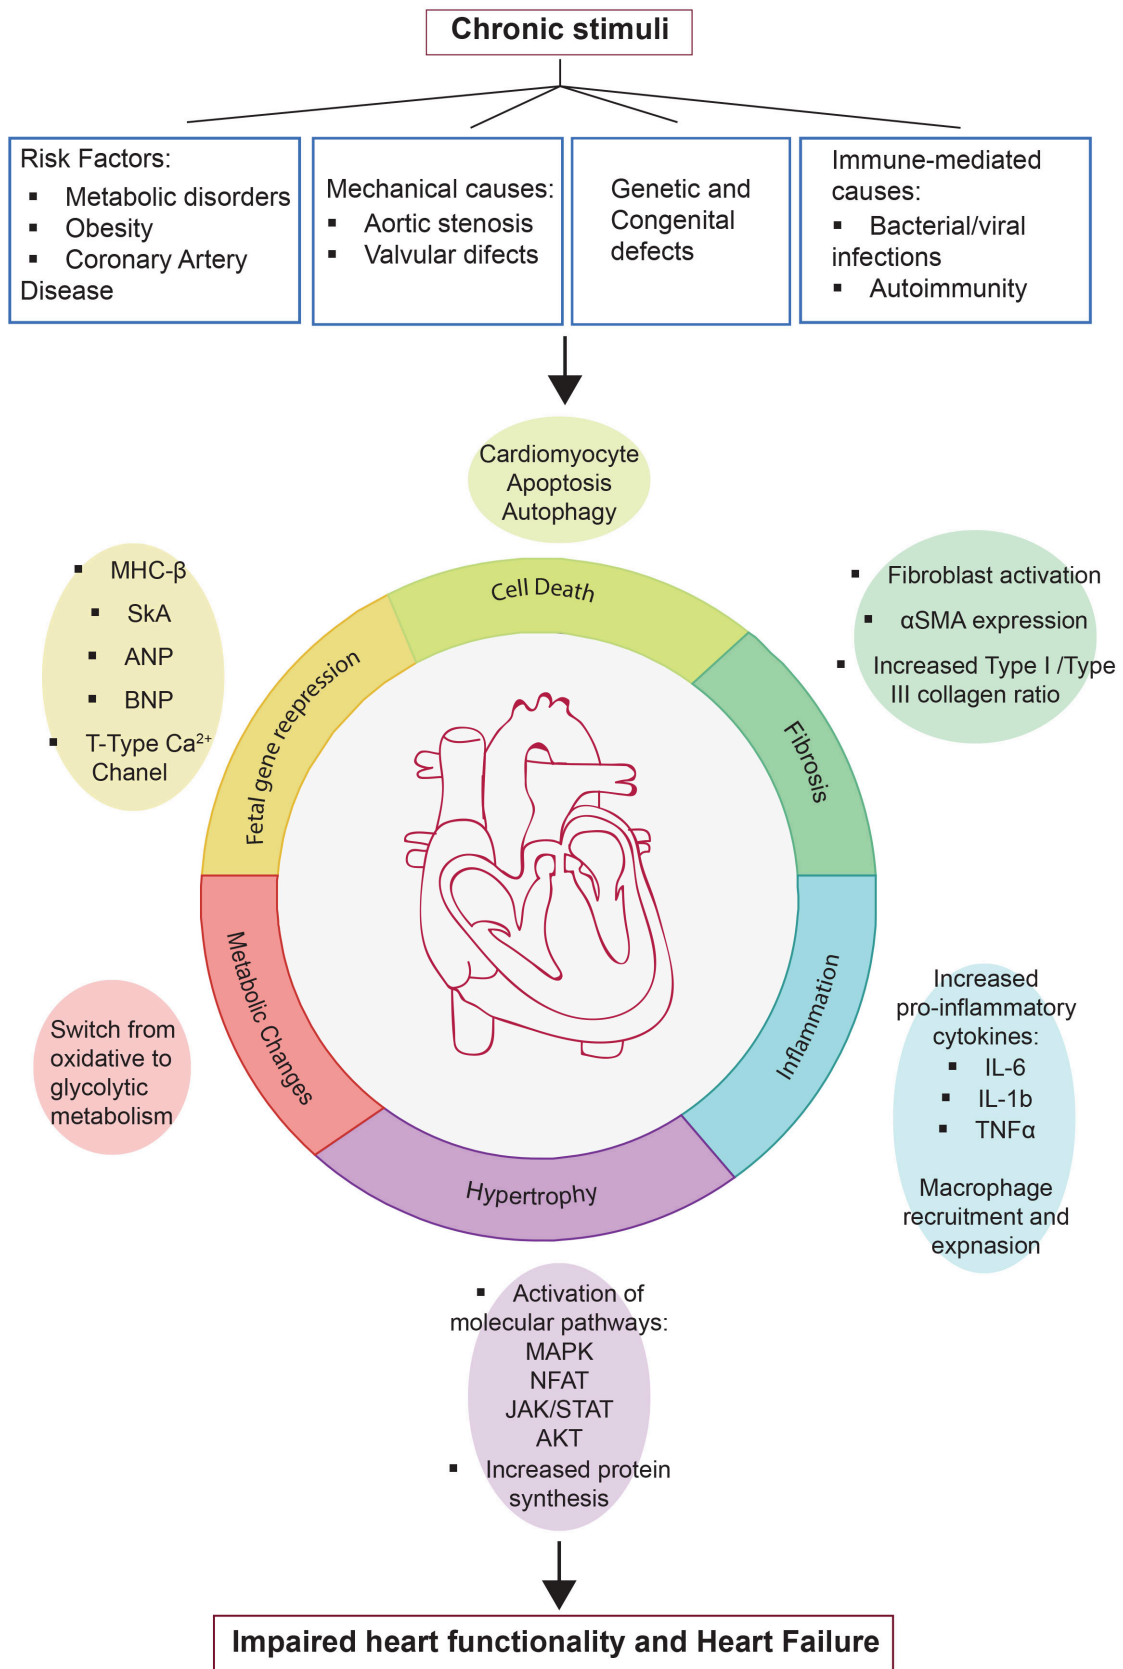 Chronic stimuli
Risk Factors:
▪ Metabolic disorders
▪ Obesity
▪ Coronary Artery
Disease
Mechanical causes:
▪ Aortic stenosis
▪ Valvular difects
Genetic and
Congenital
defects
Immune-mediated
causes:
▪ Bacterial/viral
infections
▪ Autoimmunity
Cardiomyocyte
Apoptosis
Autophagy
Cell Death
▪ Fibroblast activation
▪ αSMA expression
▪ Increased Type I /Type
III collagen ratio
Fibrosis
Increased
pro-inflammatory
cytokines:
▪ IL-6
▪ IL-1b
▪ TNFα
Macrophage
recruitment and
expnasion
Inflammation
Hypertrophy
▪ Activation of
molecular pathways:
MAPK
NFAT
JAK/STAT
AKT
▪ Increased protein
synthesis
Metabolic Changes
Switch from
oxidative to
glycolytic
metabolism
Fetal gene reepression
▪ MHC-β
▪ SkA
▪ ANP
▪ BNP
▪ T-Type Ca²⁺
Chanel
Impaired heart functionality and Heart Failure